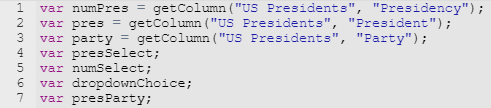 1 var numPres = getColumn("US Presidents", "Presidency");
2 var pres = getColumn("US Presidents", "President");
3 var party = getColumn("US Presidents", "Party");
4 var presSelect;
5 var numSelect;
6 var dropdownChoice;
7 var presParty;